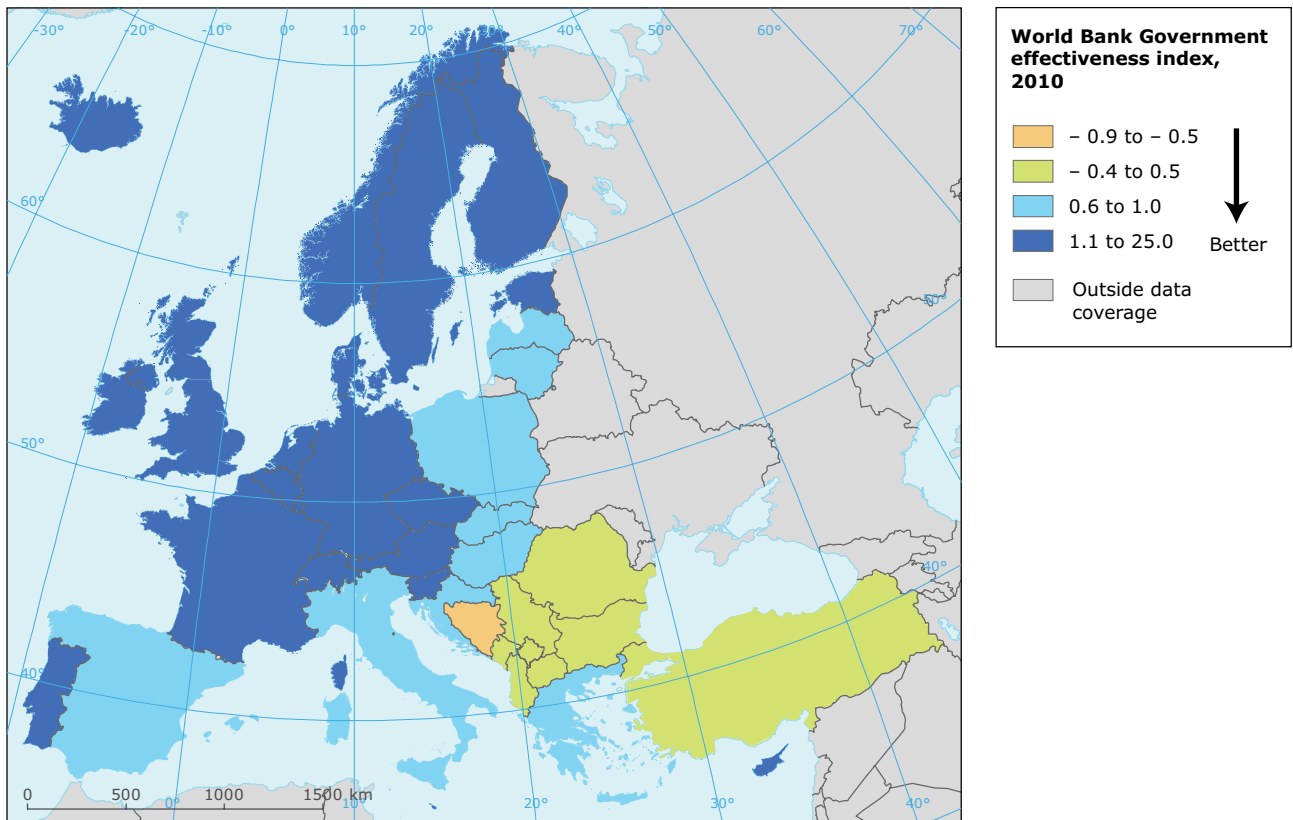 -30° -20° -10° 0° 10° 20° 30° 40° 60° 70°
60°
50°
50°
40°
40°
0 500 1000 1500 km
0° 10° 20° 30° 40°
World Bank Government
effectiveness index,
2010
– 0.9 to – 0.5
– 0.4 to 0.5
0.6 to 1.0
1.1 to 25.0
Better
Outside data
coverage